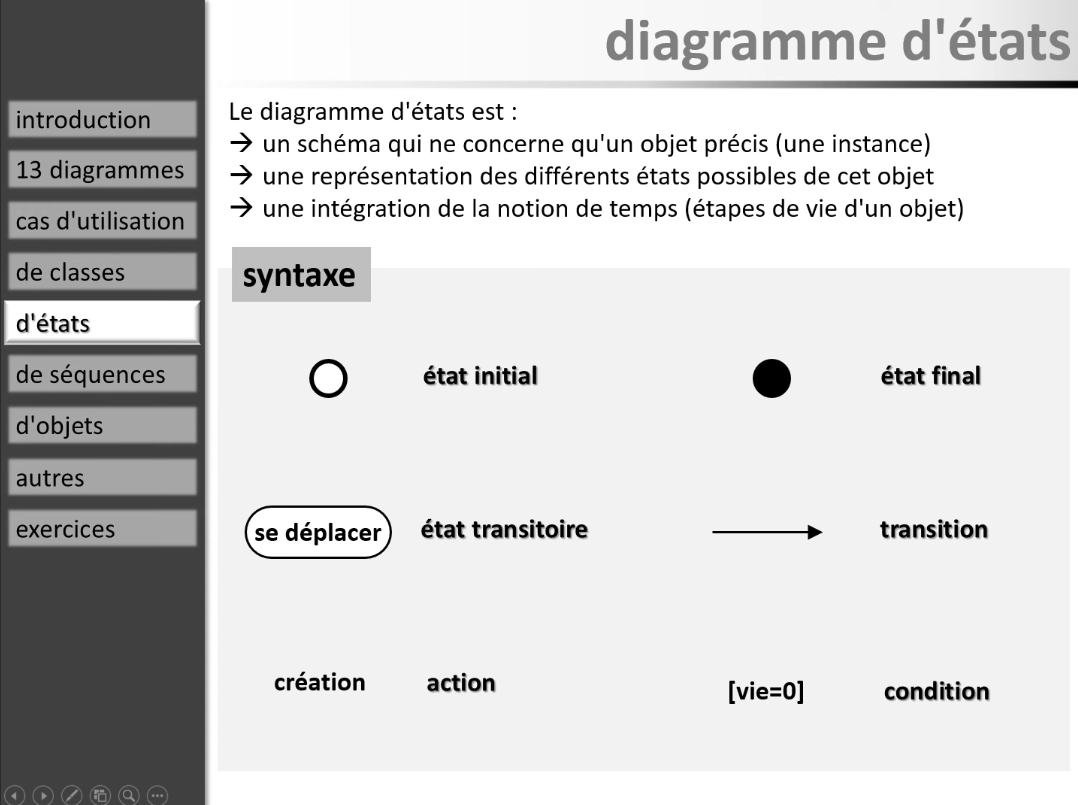 diagramme d'états
introduction
13 diagrammes
cas d'utilisation
de classes
d'états
de séquences
d'objets
autres
exercices
Le diagramme d'états est :
→ un schéma qui ne concerne qu'un objet précis (une instance)
→ une représentation des différents états possibles de cet objet
→ une intégration de la notion de temps (étapes de vie d'un objet)
syntaxe
état initial
état final
se déplacer
état transitoire
transition
création
action
[vie=0]
condition